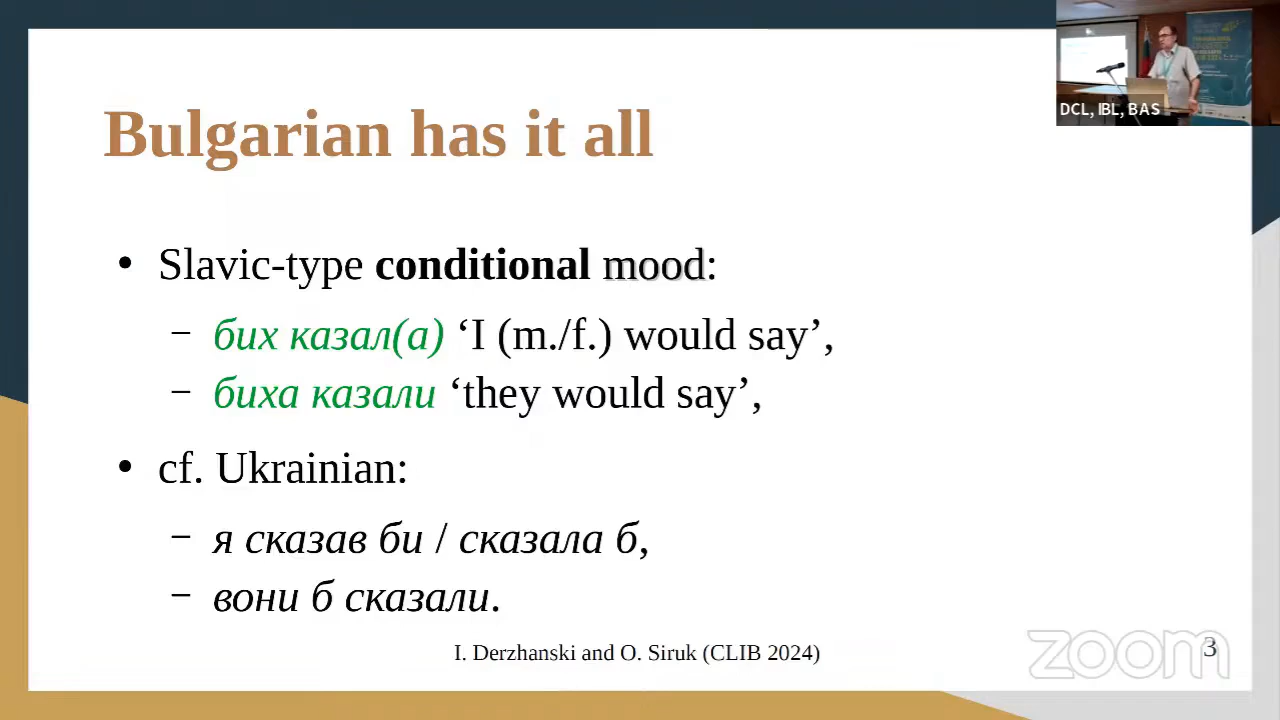 DCL, IBL, BAS
Bulgarian has it all
• Slavic-type conditional mood:
– бих казал(а) ‘I (m./f.) would say’,
– биха казали ‘they would say’,
• cf. Ukrainian:
– я сказав би / сказала б,
– вони б сказали.
I. Derzhanski and O. Siruk (CLIB 2024)
zoom
3